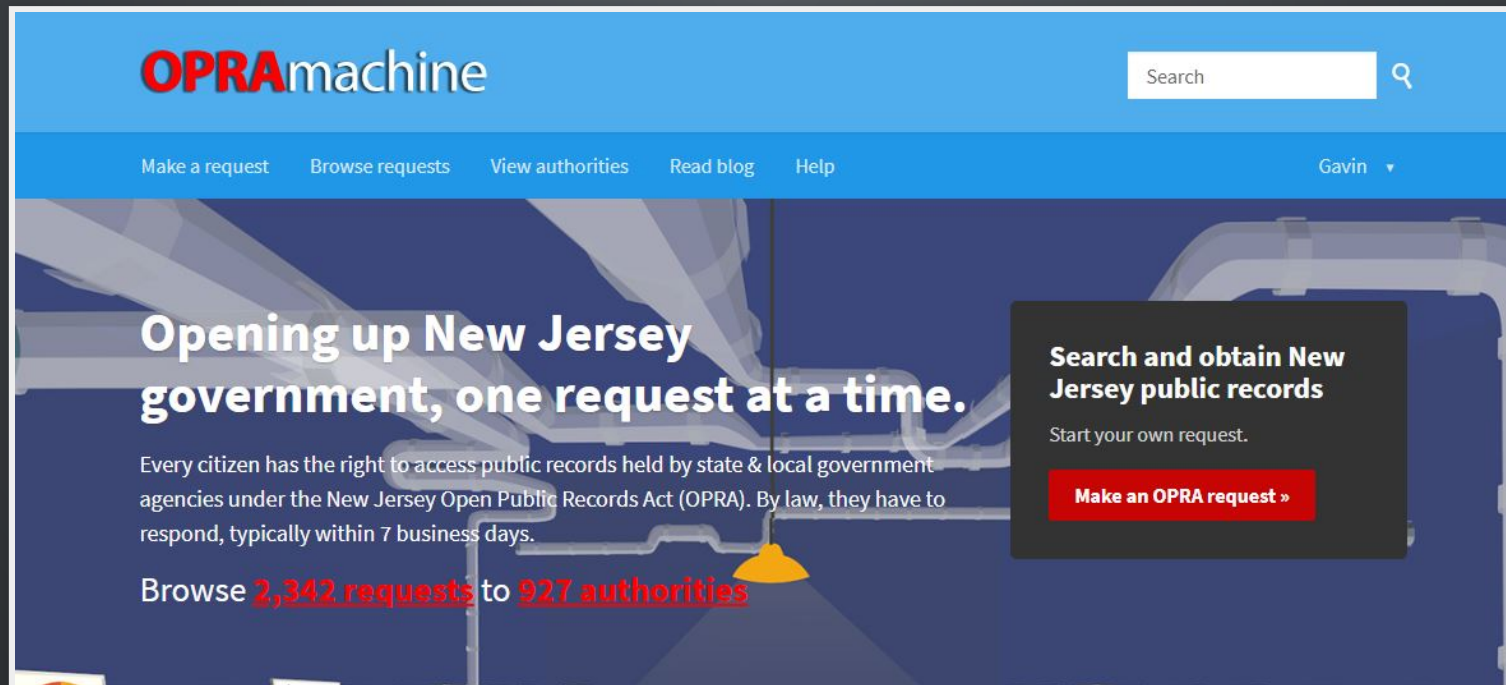 OPRAmachine
Search
Make a request Browse requests View authorities Read blog Help Gavin
Opening up New Jersey
government, one request at a time.
Every citizen has the right to access public records held by state & local government
agencies under the New Jersey Open Public Records Act (OPRA). By law, they have to
respond, typically within 7 business days.
Browse 2,342 requests to 927 authorities
Search and obtain New
Jersey public records
Start your own request.
Make an OPRA request »